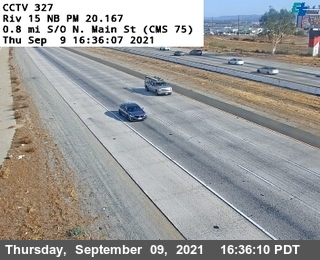 CCTV 327
Riv 15 NB PM 20.167
0.8 mi S/O N. Main St (CMS 75)
Thu Sep 9 16:36:07 2021
Thursday, September 09, 2021 16:36:10 PDT